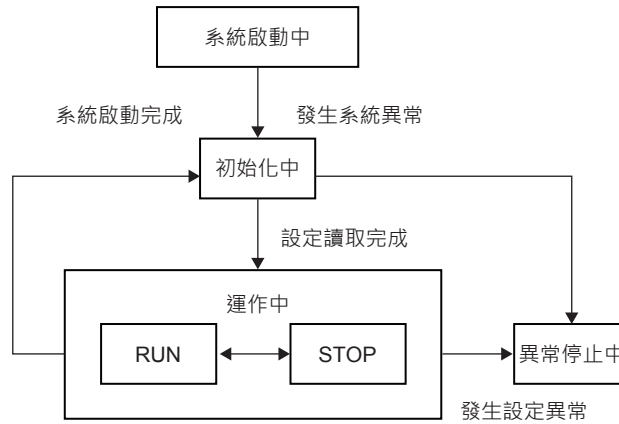 系統啟動中
系統啟動完成
發生系統異常
初始化中
設定讀取完成
運作中
RUN
STOP
異常停止中
發生設定異常